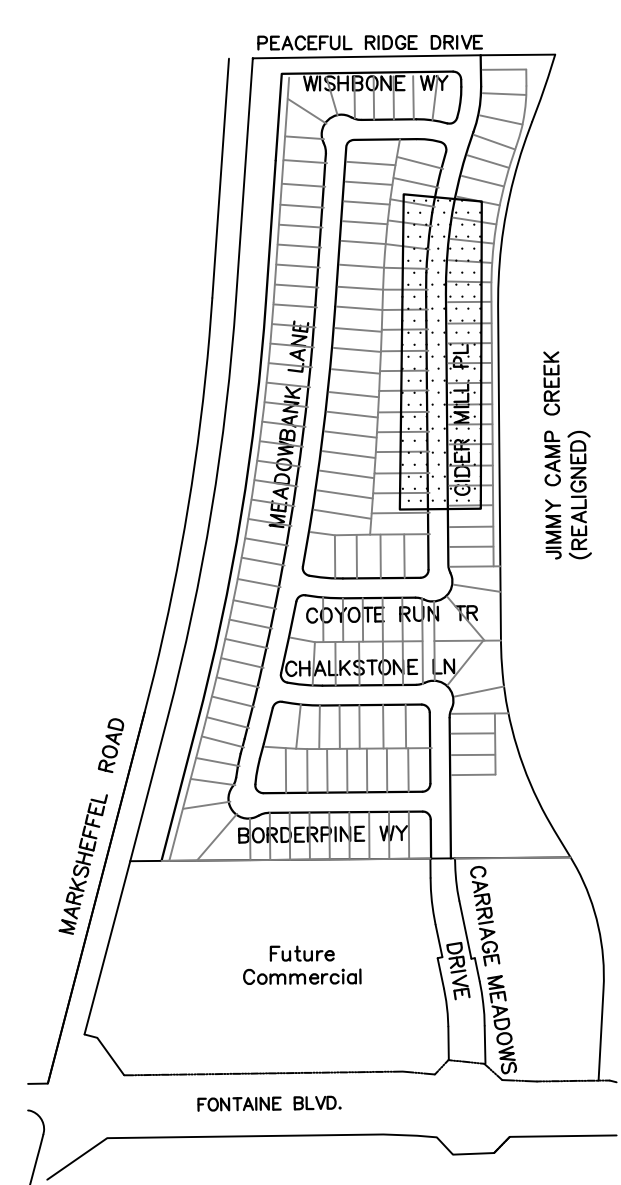 PEACEFUL RIDGE DRIVE
WISHBONE WY
MEADOWBANK LANE
CIDER MILL PL
JIMMY CAMP CREEK
(REALIGNED)
COYOTE RUN TR
CHALKSTONE LN
MARKSHEFFEL ROAD
BORDERPINE WY
CARRIAGE MEADOWS
DRIVE
Future
Commercial
FONTAINE BLVD.